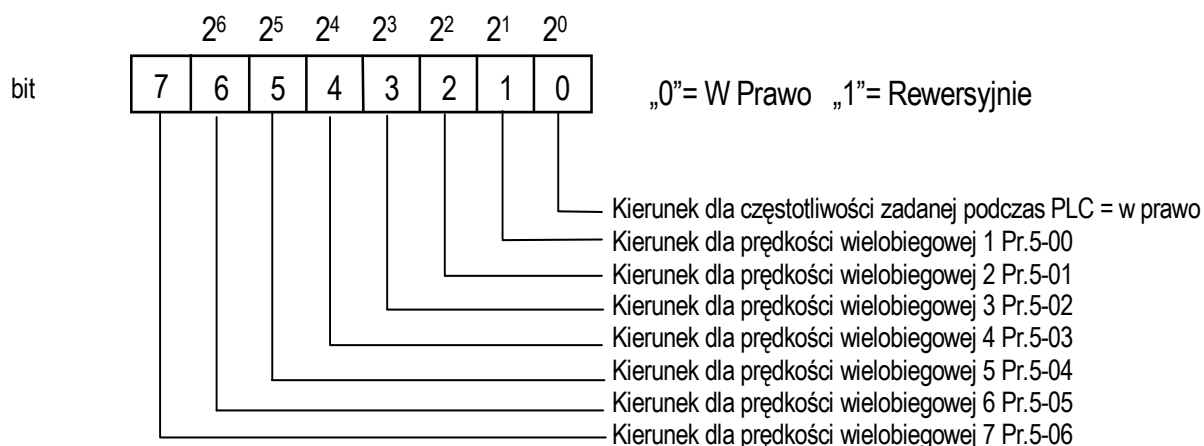 2⁶ 2⁵ 2⁴ 2³ 2² 2¹ 2⁰
bit 7 6 5 4 3 2 1 0 „0”= W Prawo „1”= Rewersyjnie
Kierunek dla częstotliwości zadanej podczas PLC = w prawo
Kierunek dla prędkości wielobiegowej 1 Pr.5-00
Kierunek dla prędkości wielobiegowej 2 Pr.5-01
Kierunek dla prędkości wielobiegowej 3 Pr.5-02
Kierunek dla prędkości wielobiegowej 4 Pr.5-03
Kierunek dla prędkości wielobiegowej 5 Pr.5-04
Kierunek dla prędkości wielobiegowej 6 Pr.5-05
Kierunek dla prędkości wielobiegowej 7 Pr.5-06